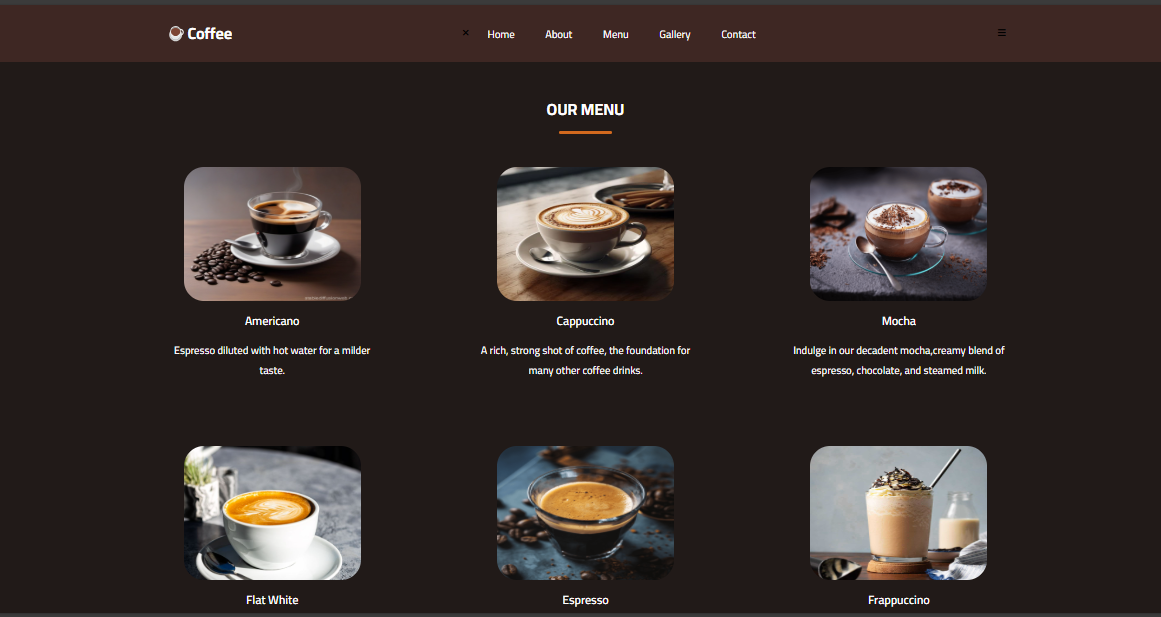 Coffee
Home
About
Menu
Gallery
Contact
OUR MENU
Americano
Cappuccino
Mocha
Espresso diluted with hot water for a milder
taste.
A rich, strong shot of coffee, the foundation for
many other coffee drinks.
Indulge in our decadent mocha,creamy blend of
espresso, chocolate, and steamed milk.
Flat White
Espresso
Frappuccino